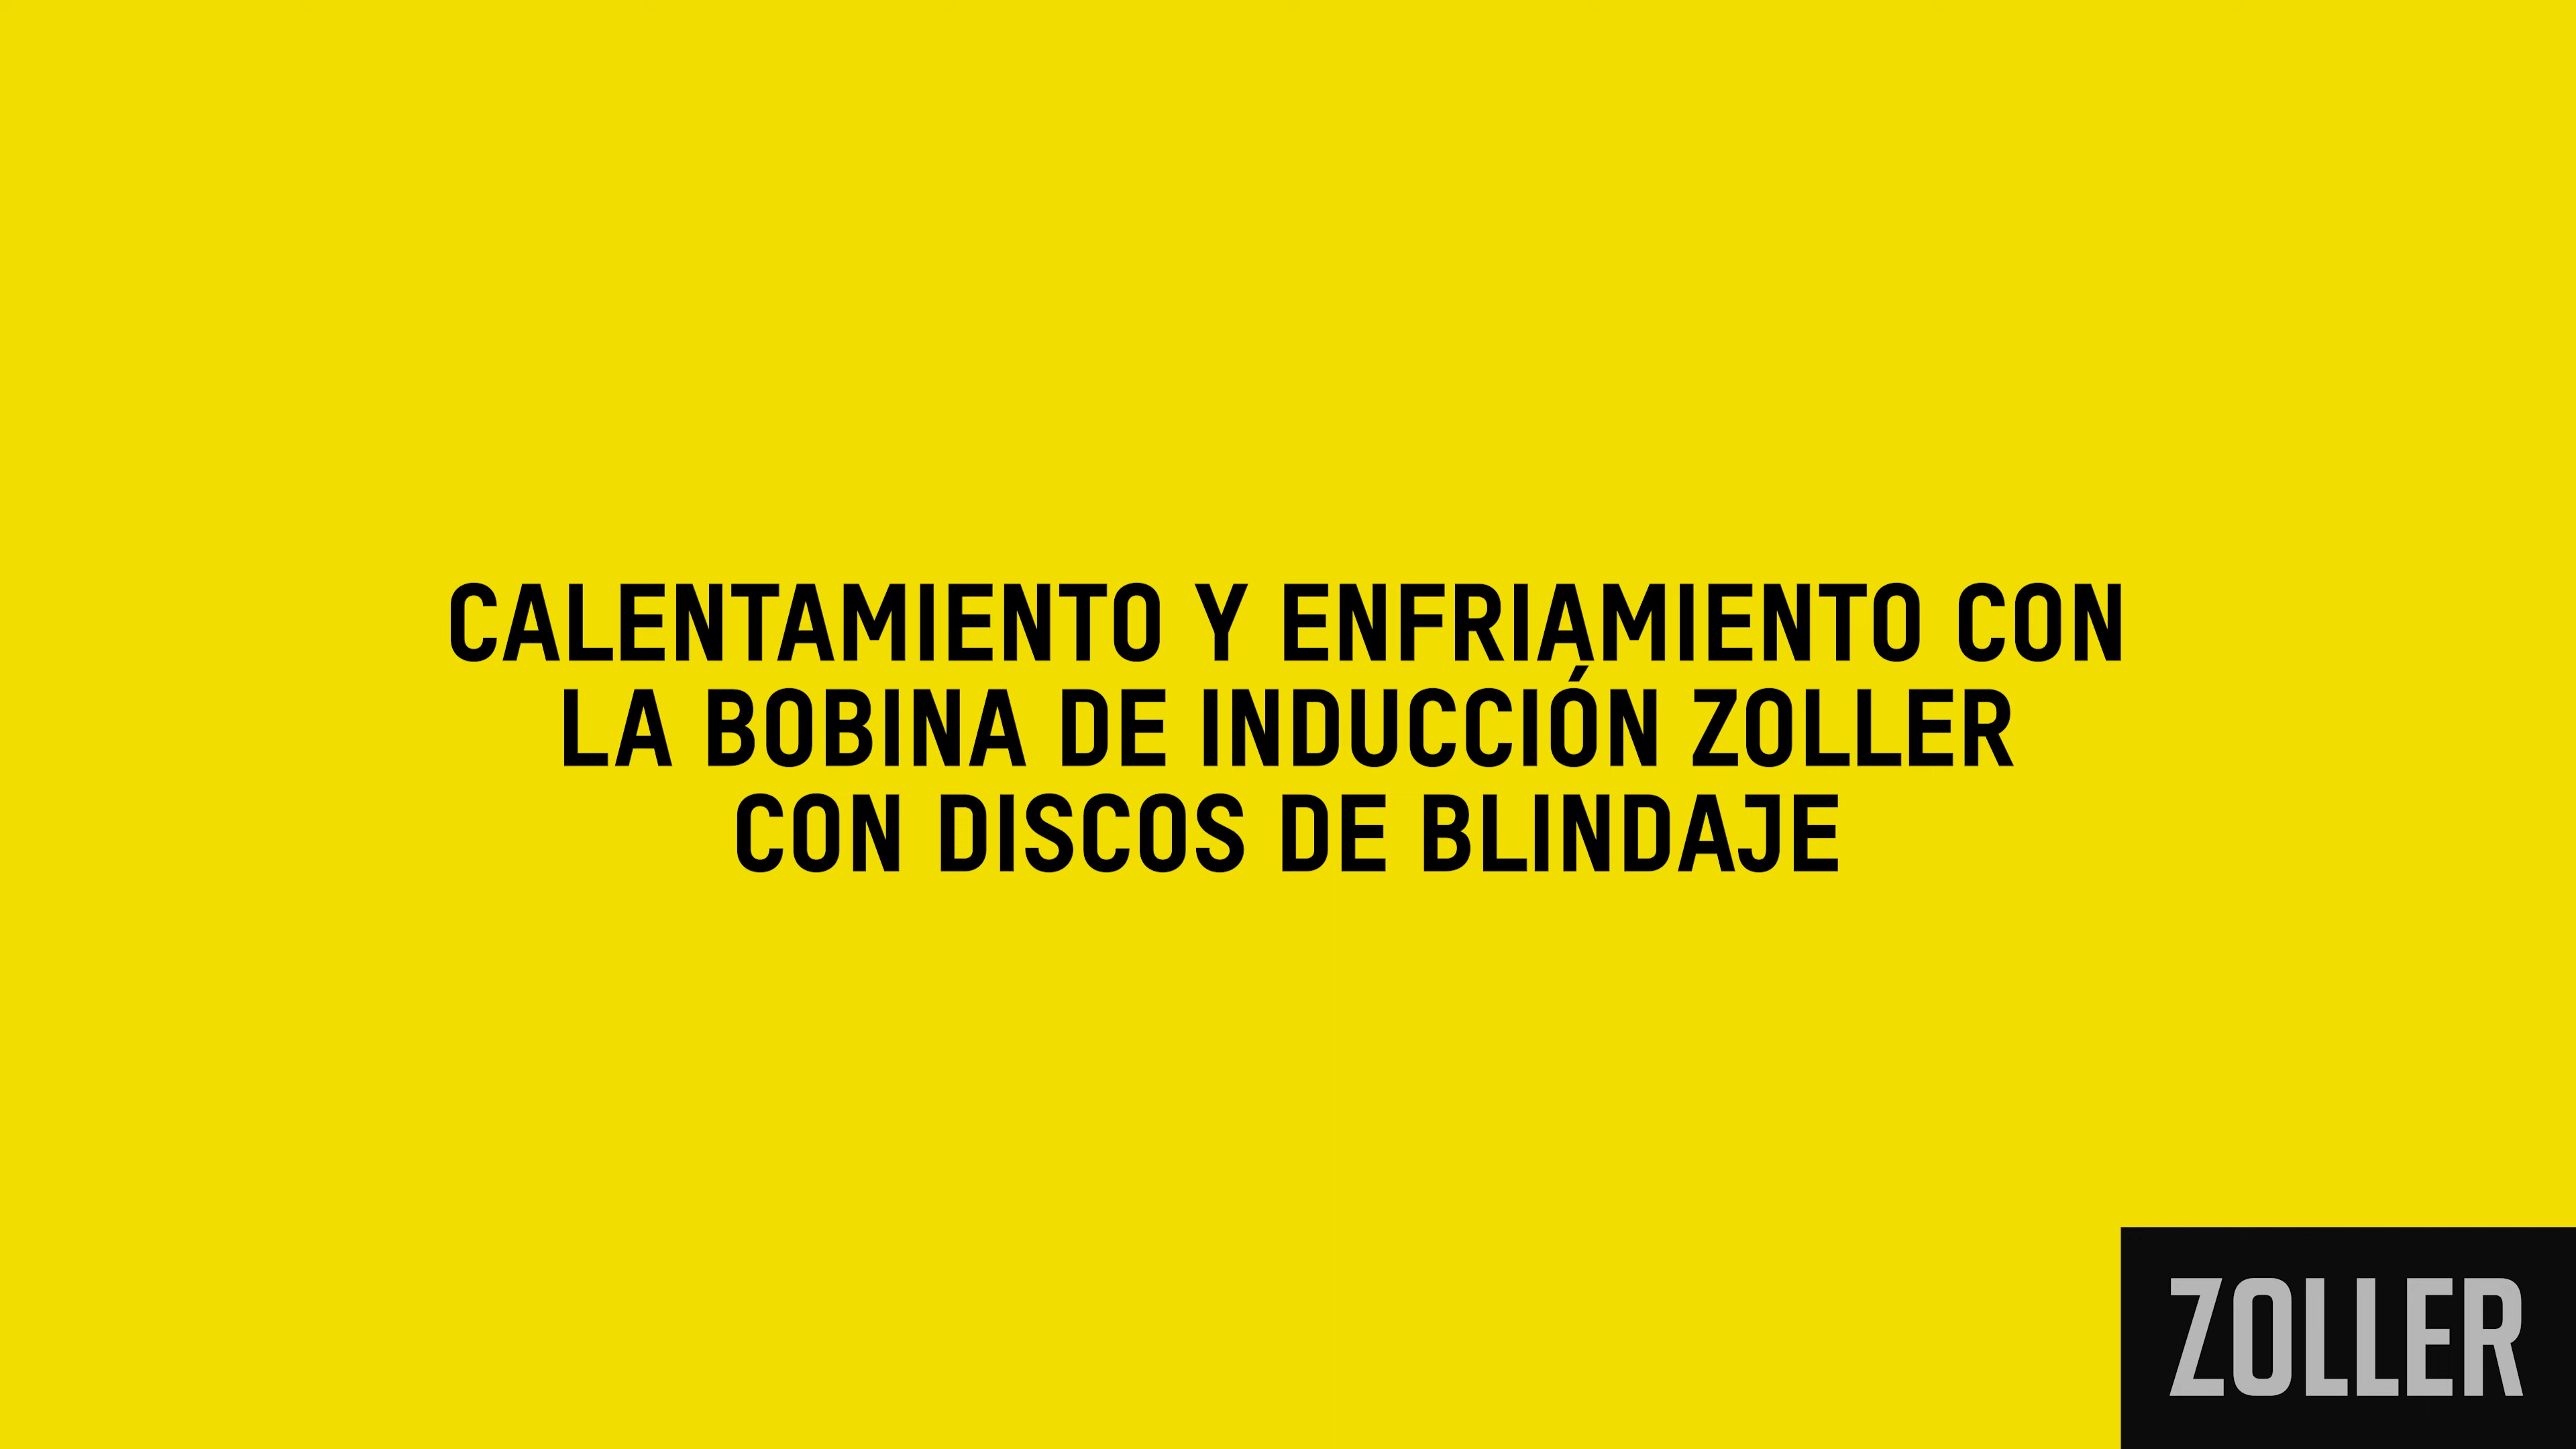 CALENTAMIENTO Y ENFRIAMIENTO CON
LA BOBINA DE INDUCCIÓN ZOLLER
CON DISCOS DE BLINDAJE
ZOLLER